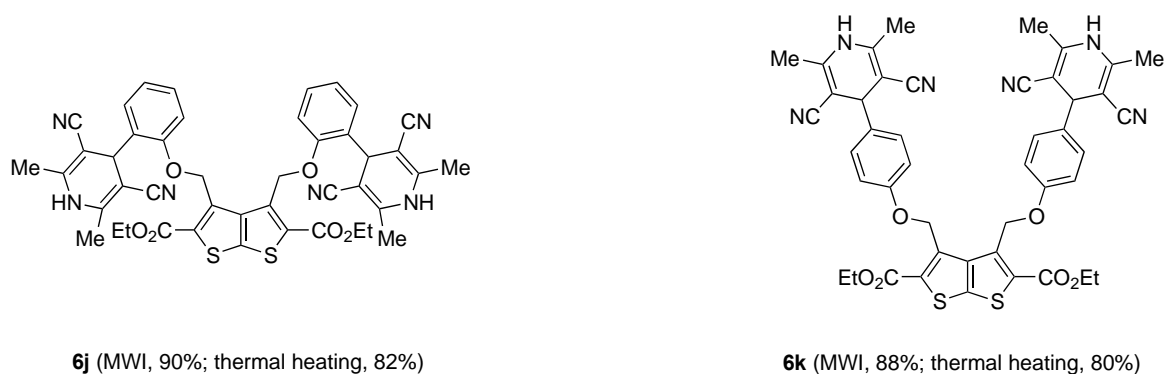 H
N
Me
Me
CN
NC
NC
CN
O
Me
HN
CN
Me
EtO2C
S
S
CO2Et
O
NC
CN
Me
NH
Me
H
N
Me
Me
NC
CN
O
O
EtO2C
S
S
CO2Et
6j (MWI, 90%; thermal heating, 82%)
6k (MWI, 88%; thermal heating, 80%)